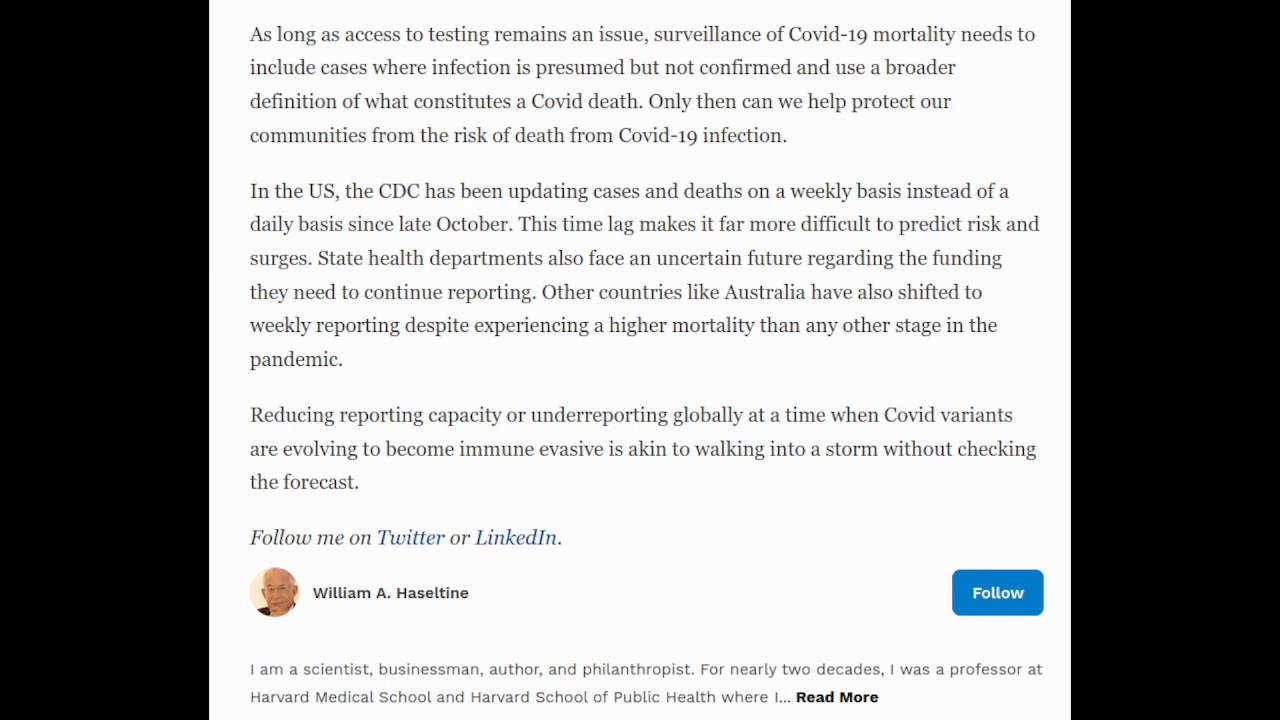 As long as access to testing remains an issue, surveillance of Covid-19 mortality needs to
include cases where infection is presumed but not confirmed and use a broader
definition of what constitutes a Covid death. Only then can we help protect our
communities from the risk of death from Covid-19 infection.
In the US, the CDC has been updating cases and deaths on a weekly basis instead of a
daily basis since late October. This time lag makes it far more difficult to predict risk and
surges. State health departments also face an uncertain future regarding the funding
they need to continue reporting. Other countries like Australia have also shifted to
weekly reporting despite experiencing a higher mortality than any other stage in the
pandemic.
Reducing reporting capacity or underreporting globally at a time when Covid variants
are evolving to become immune evasive is akin to walking into a storm without checking
the forecast.
Follow me on Twitter or LinkedIn.
William A. Haseltine
Follow
I am a scientist, businessman, author, and philanthropist. For nearly two decades, I was a professor at
Harvard Medical School and Harvard School of Public Health where I... Read More